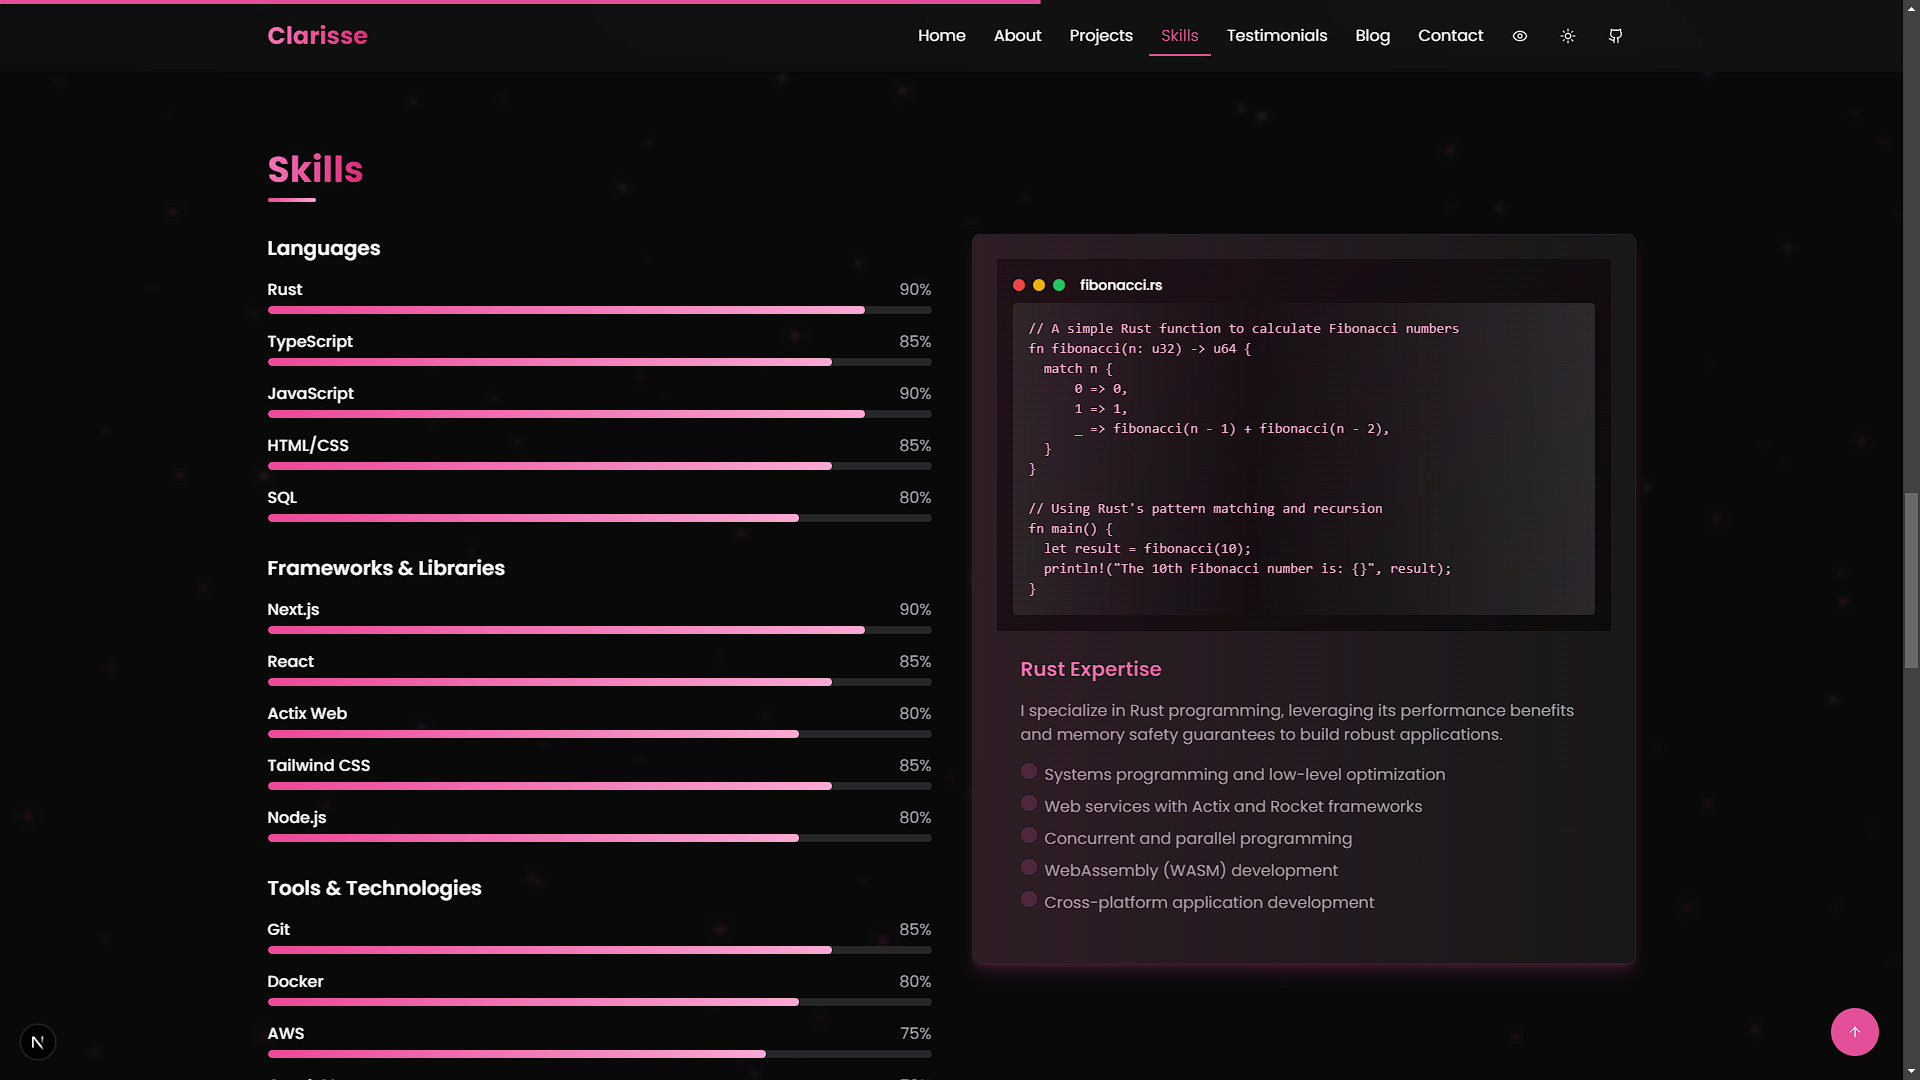 Clarisse
Home About Projects Skills Testimonials Blog Contact
Skills
Languages
Rust 90%
TypeScript 85%
JavaScript 90%
HTML/CSS 85%
SQL 80%
Frameworks & Libraries
Next.js 90%
React 85%
Actix Web 80%
Tailwind CSS 85%
Node.js 80%
Tools & Technologies
Git 85%
Docker 80%
AWS 75%
fibonacci.rs
// A simple Rust function to calculate Fibonacci numbers
fn fibonacci(n: u32) -> u64 {
  match n {
      0 => 0,
      1 => 1,
      _ => fibonacci(n - 1) + fibonacci(n - 2),
  }
}
// Using Rust's pattern matching and recursion
fn main() {
  let result = fibonacci(10);
  println!("The 10th Fibonacci number is: {}", result);
}
Rust Expertise
I specialize in Rust programming, leveraging its performance benefits
and memory safety guarantees to build robust applications.
Systems programming and low-level optimization
Web services with Actix and Rocket frameworks
Concurrent and parallel programming
WebAssembly (WASM) development
Cross-platform application development
N